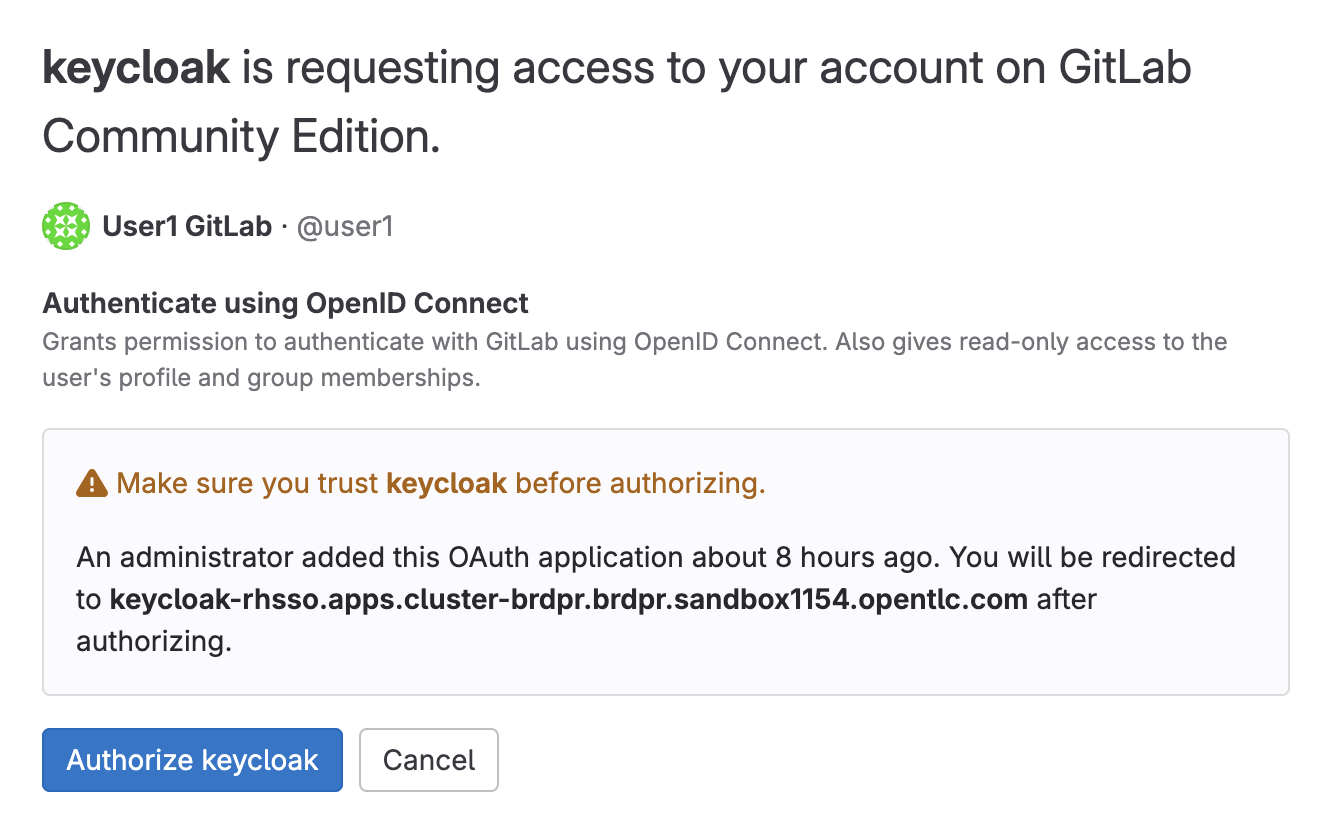 keycloak is requesting access to your account on GitLab
Community Edition.
User1 GitLab · @user1
Authenticate using OpenID Connect
Grants permission to authenticate with GitLab using OpenID Connect. Also gives read-only access to the
user's profile and group memberships.
Make sure you trust keycloak before authorizing.
An administrator added this OAuth application about 8 hours ago. You will be redirected
to keycloak-rhsso.apps.cluster-brdpr.brdpr.sandbox1154.opentlc.com after
authorizing.
Authorize keycloak
Cancel